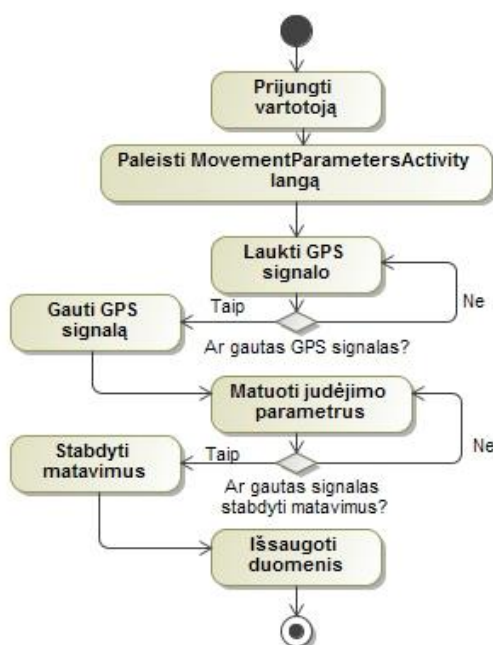 Prijungti
vartotoją
Paleisti MovementParametersActivity
langą
Laukti GPS
signalo
Taip
Ne
Gauti GPS
signalą
Ar gautas GPS signalas?
Matuoti judėjimo
parametrus
Stabdyti
matavimus
Taip
Ne
Ar gautas signalas
stabdyti matavimus?
Išsaugoti
duomenis